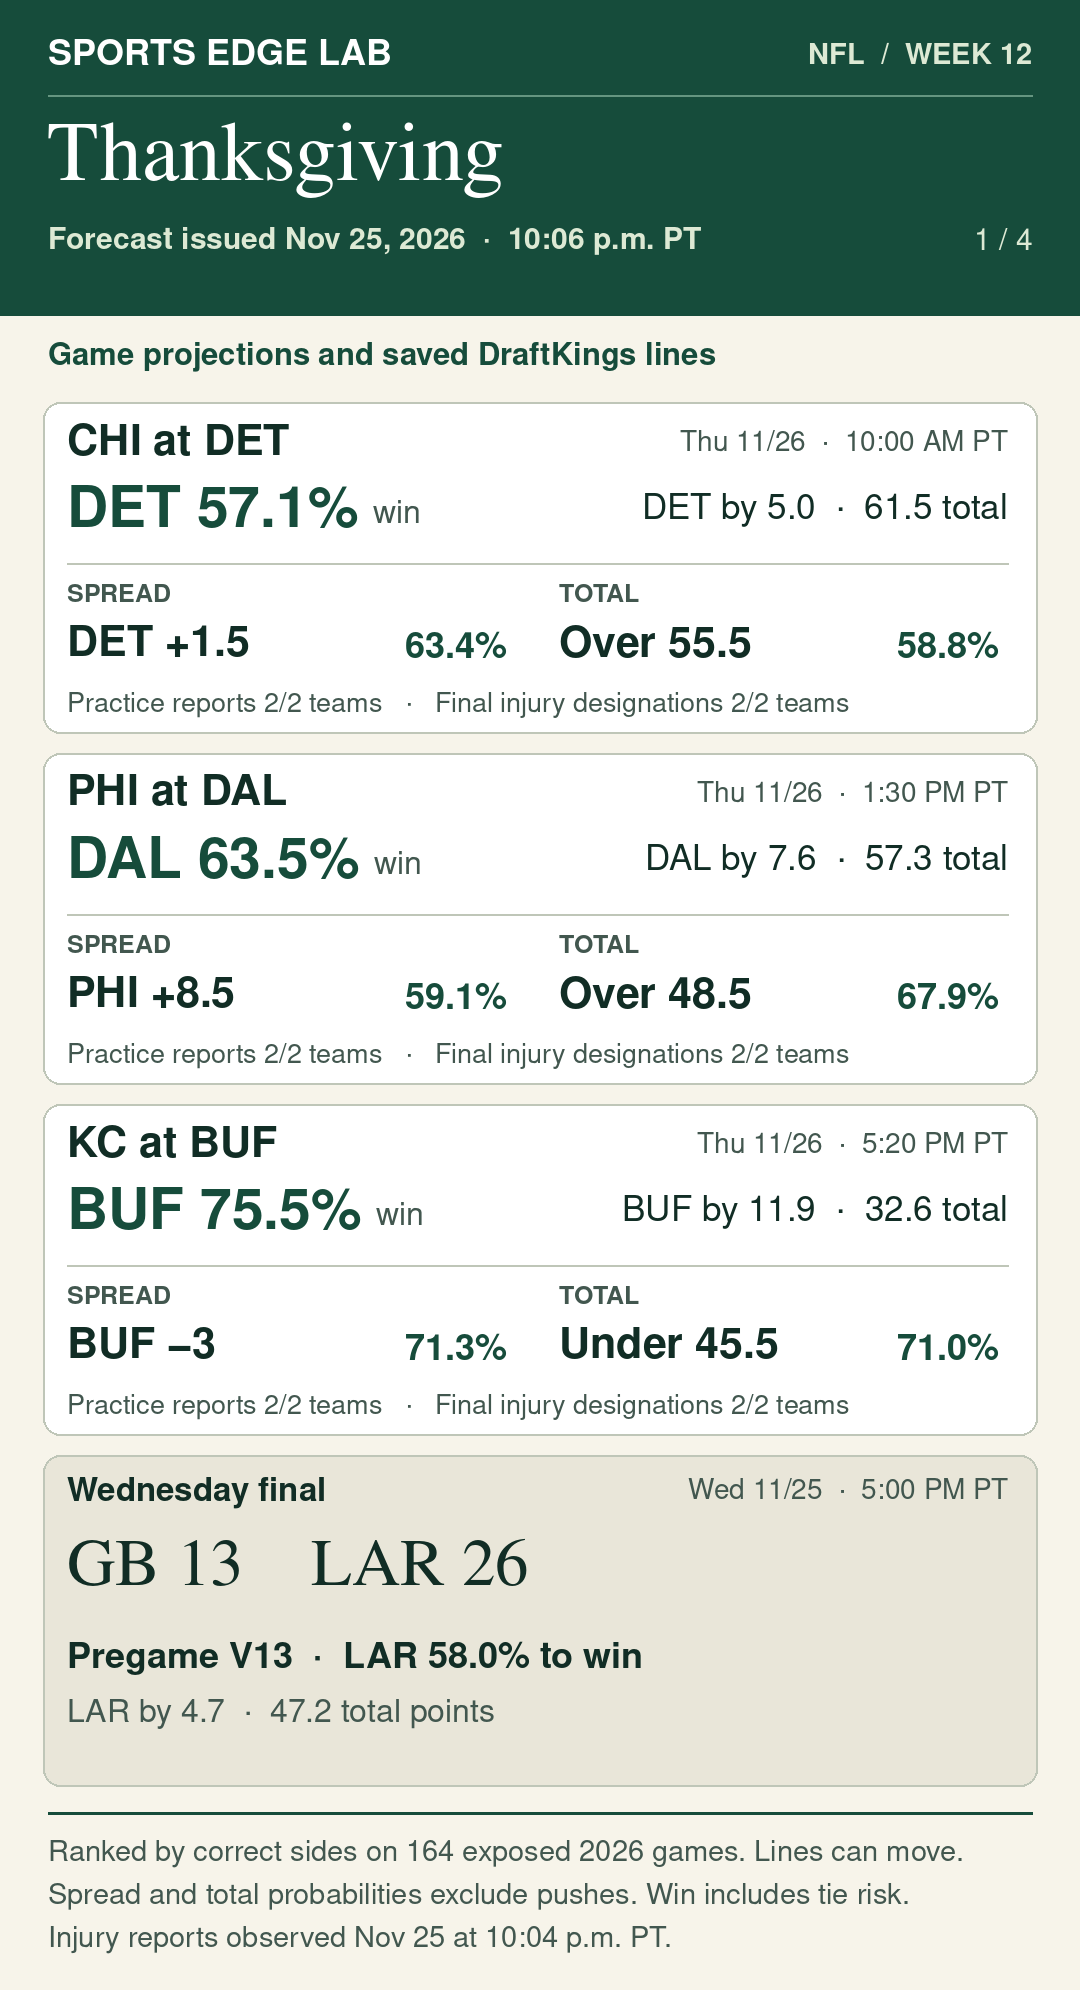 SPORTS EDGE LAB
NFL / WEEK 12
Thanksgiving
Forecast issued Nov 25, 2026 · 10:06 p.m. PT
1 / 4
Game projections and saved DraftKings lines
CHI at DET
Thu 11/26 · 10:00 AM PT
DET 57.1% win
DET by 5.0 · 61.5 total
SPREAD
TOTAL
DET +1.5 63.4%
Over 55.5 58.8%
Practice reports 2/2 teams · Final injury designations 2/2 teams
PHI at DAL
Thu 11/26 · 1:30 PM PT
DAL 63.5% win
DAL by 7.6 · 57.3 total
SPREAD
TOTAL
PHI +8.5 59.1%
Over 48.5 67.9%
Practice reports 2/2 teams · Final injury designations 2/2 teams
KC at BUF
Thu 11/26 · 5:20 PM PT
BUF 75.5% win
BUF by 11.9 · 32.6 total
SPREAD
TOTAL
BUF −3 71.3%
Under 45.5 71.0%
Practice reports 2/2 teams · Final injury designations 2/2 teams
Wednesday final
Wed 11/25 · 5:00 PM PT
GB 13 LAR 26
Pregame V13 · LAR 58.0% to win
LAR by 4.7 · 47.2 total points
Ranked by correct sides on 164 exposed 2026 games. Lines can move.
Spread and total probabilities exclude pushes. Win includes tie risk.
Injury reports observed Nov 25 at 10:04 p.m. PT.